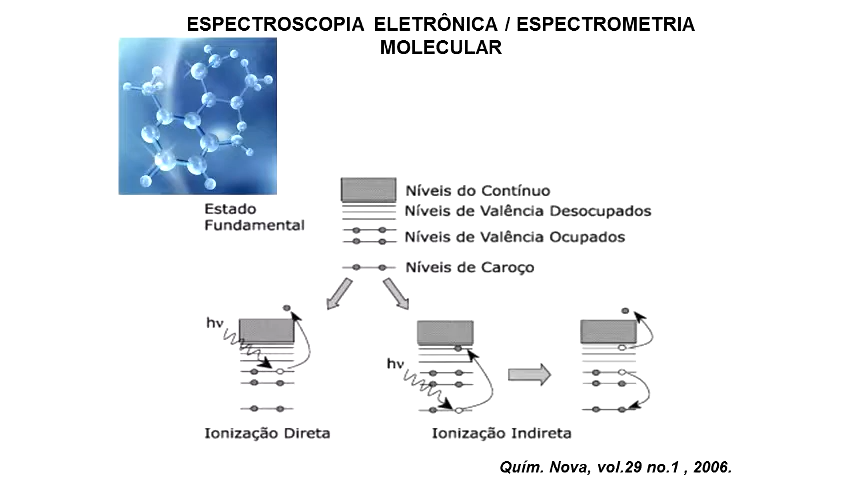 ESPECTROSCOPIA ELETRÔNICA / ESPECTROMETRIA
MOLECULAR
Níveis do Contínuo
Estado
Fundamental
Níveis de Valência Desocupados
Níveis de Valência Ocupados
Níveis de Caroço
hν
hν
Ionização Direta
Ionização Indireta
Quím. Nova, vol.29 no.1 , 2006.